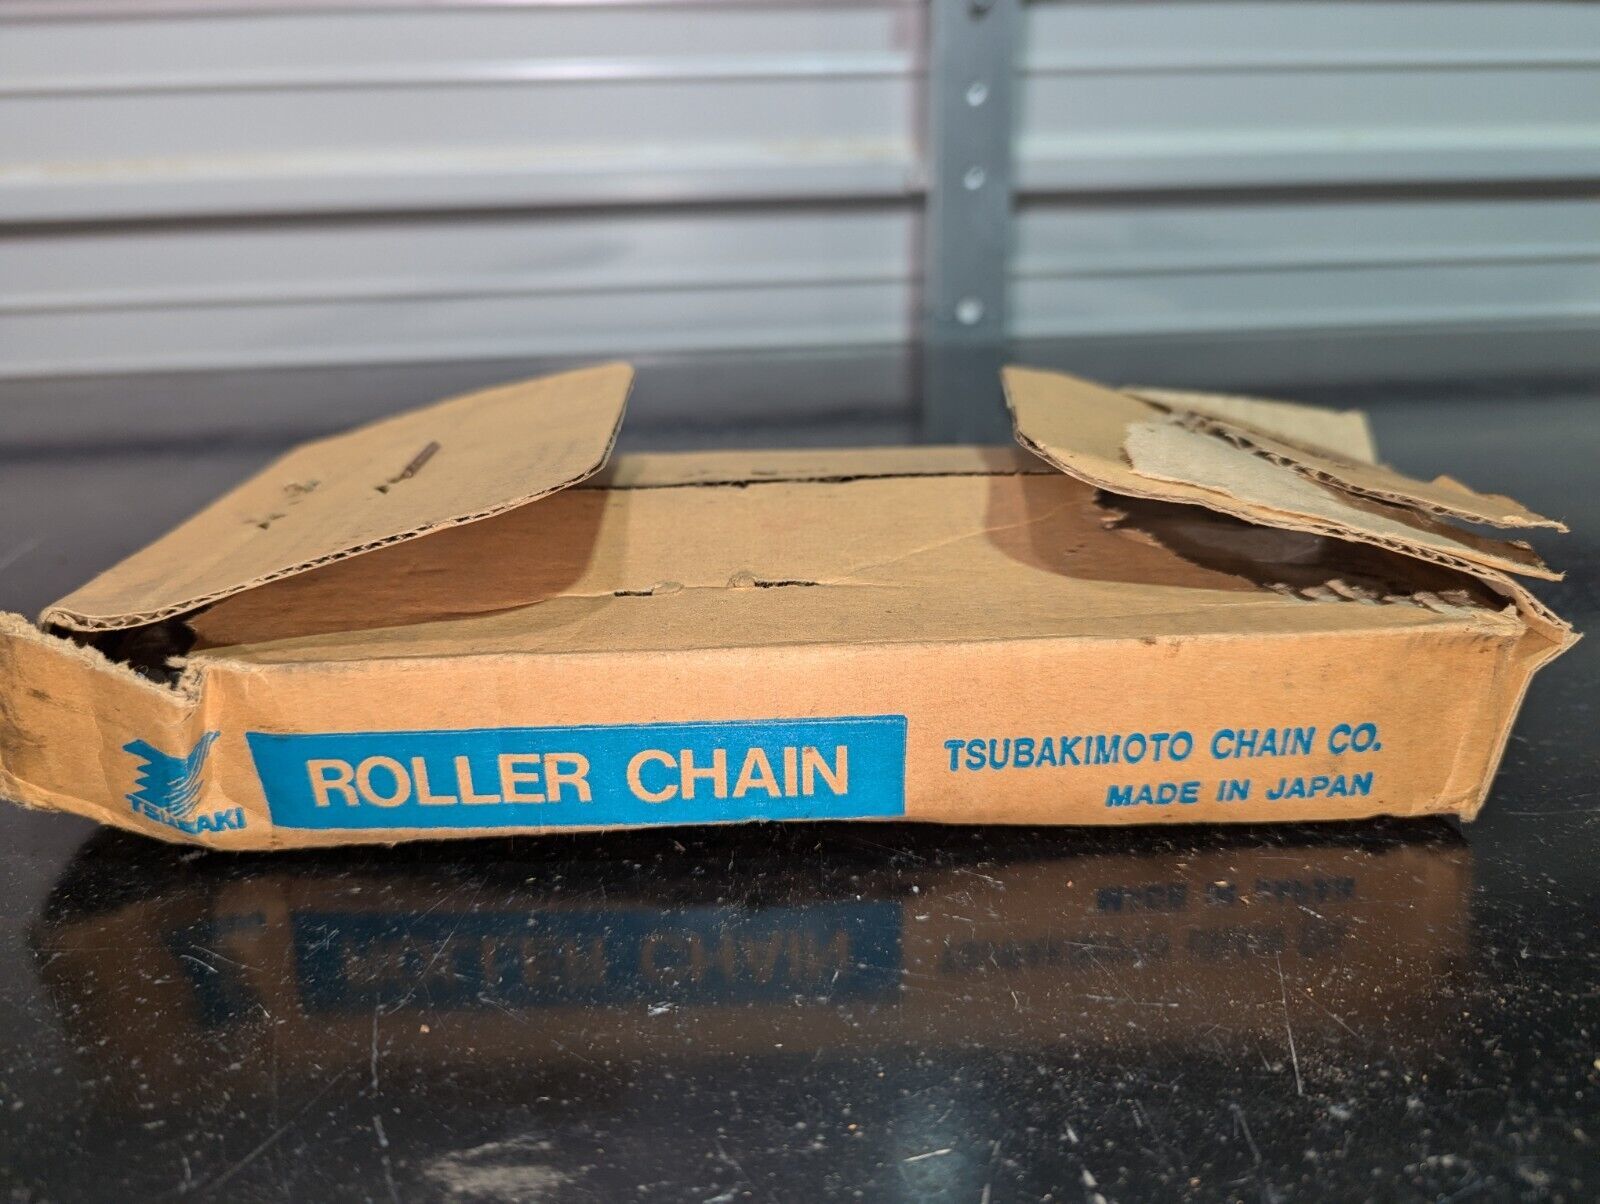 TSUBAKI
ROLLER CHAIN
TSUBAKIMOTO CHAIN CO.
MADE IN JAPAN